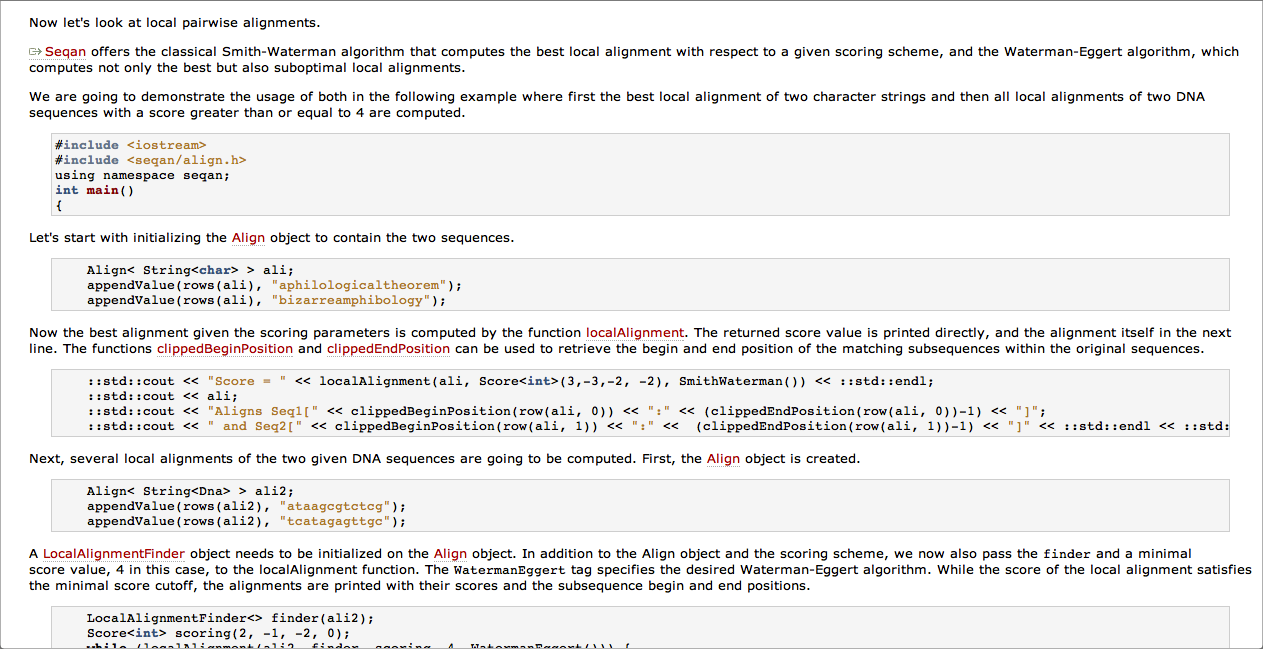 Now let's look at local pairwise alignments.
Seqan offers the classical Smith-Waterman algorithm that computes the best local alignment with respect to a given scoring scheme, and the Waterman-Eggert algorithm, which
computes not only the best but also suboptimal local alignments.
We are going to demonstrate the usage of both in the following example where first the best local alignment of two character strings and then all local alignments of two DNA
sequences with a score greater than or equal to 4 are computed.
#include <iostream>
#include <seqan/align.h>
using namespace seqan;
int main()
{
Let's start with initializing the Align object to contain the two sequences.
    Align< String<char> > ali;
    appendValue(rows(ali), "aphilologicaltheorem");
    appendValue(rows(ali), "bizarreamphibology");
Now the best alignment given the scoring parameters is computed by the function localAlignment. The returned score value is printed directly, and the alignment itself in the next
line. The functions clippedBeginPosition and clippedEndPosition can be used to retrieve the begin and end position of the matching subsequences within the original sequences.
    ::std::cout << "Score = " << localAlignment(ali, Score<int>(3,-3,-2, -2), SmithWaterman()) << ::std::endl;
    ::std::cout << ali;
    ::std::cout << "Aligns Seq1[" << clippedBeginPosition(row(ali, 0)) << ":" << (clippedEndPosition(row(ali, 0))-1) << "]";
    ::std::cout << " and Seq2[" << clippedBeginPosition(row(ali, 1)) << ":" <<  (clippedEndPosition(row(ali, 1))-1) << "]" << ::std::endl << ::std:
Next, several local alignments of the two given DNA sequences are going to be computed. First, the Align object is created.
    Align< String<Dna> > ali2;
    appendValue(rows(ali2), "ataagcgtctcg");
    appendValue(rows(ali2), "tcatagagttgc");
A LocalAlignmentFinder object needs to be initialized on the Align object. In addition to the Align object and the scoring scheme, we now also pass the finder and a minimal
score value, 4 in this case, to the localAlignment function. The WatermanEggert tag specifies the desired Waterman-Eggert algorithm. While the score of the local alignment satisfies
the minimal score cutoff, the alignments are printed with their scores and the subsequence begin and end positions.
    LocalAlignmentFinder<> finder(ali2);
    Score<int> scoring(2, -1, -2, 0);
    while (localAlignment(ali2, finder, scoring, 4, WatermanEggert())) {